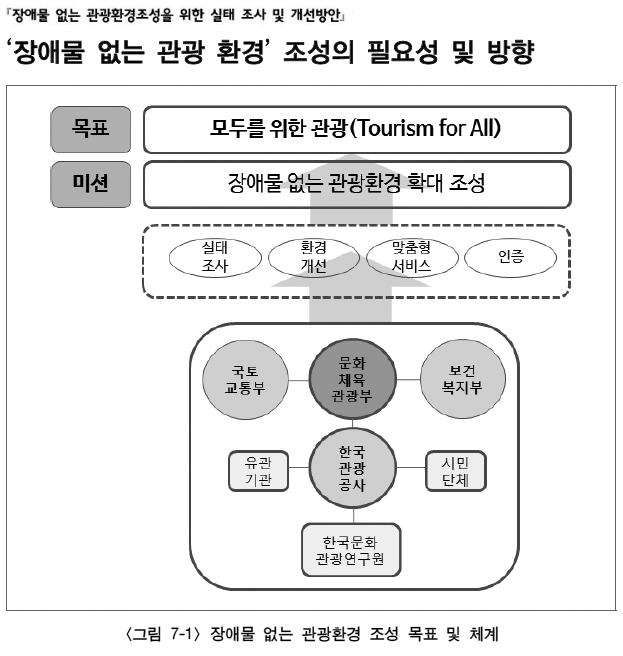 『장애물 없는 관광환경조성을 위한 실태 조사 및 개선방안』
‘장애물 없는 관광 환경’ 조성의 필요성 및 방향
목표
모두를 위한 관광(Tourism for All)
미션
장애물 없는 관광환경 확대 조성
실태
조사
환경
개선
맞춤형
서비스
인증
국토
교통부
문화
체육
관광부
보건
복지부
유관
기관
한국
관광
공사
시민
단체
한국문화
관광연구원
〈그림 7-1〉 장애물 없는 관광환경 조성 목표 및 체계